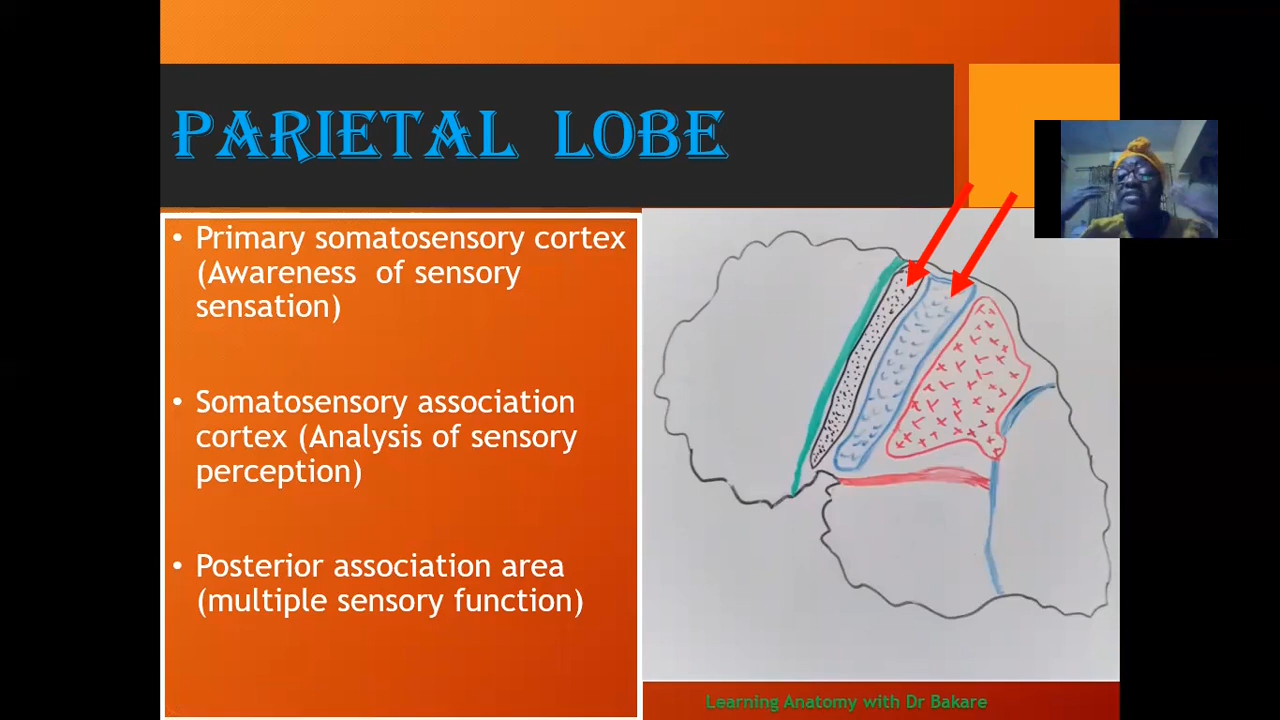 PARIETAL LOBE
• Primary somatosensory cortex
(Awareness of sensory
sensation)
• Somatosensory association
cortex (Analysis of sensory
perception)
• Posterior association area
(multiple sensory function)
Learning Anatomy with Dr Bakare